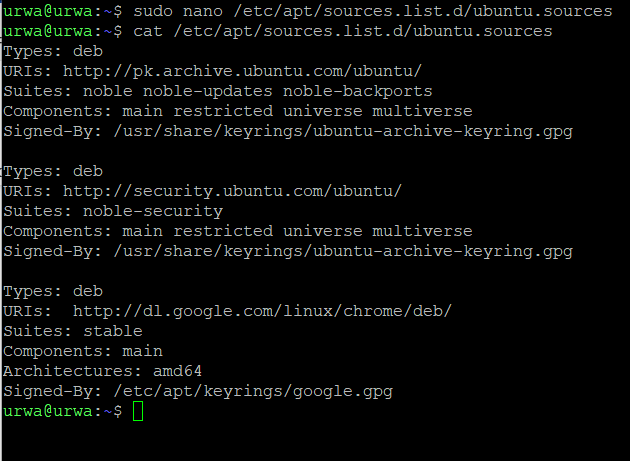 urwa@urwa:~$ sudo nano /etc/apt/sources.list.d/ubuntu.sources
urwa@urwa:~$ cat /etc/apt/sources.list.d/ubuntu.sources
Types: deb
URIs: http://pk.archive.ubuntu.com/ubuntu/
Suites: noble noble-updates noble-backports
Components: main restricted universe multiverse
Signed-By: /usr/share/keyrings/ubuntu-archive-keyring.gpg

Types: deb
URIs: http://security.ubuntu.com/ubuntu/
Suites: noble-security
Components: main restricted universe multiverse
Signed-By: /usr/share/keyrings/ubuntu-archive-keyring.gpg

Types: deb
URIs:  http://dl.google.com/linux/chrome/deb/
Suites: stable
Components: main
Architectures: amd64
Signed-By: /etc/apt/keyrings/google.gpg
urwa@urwa:~$